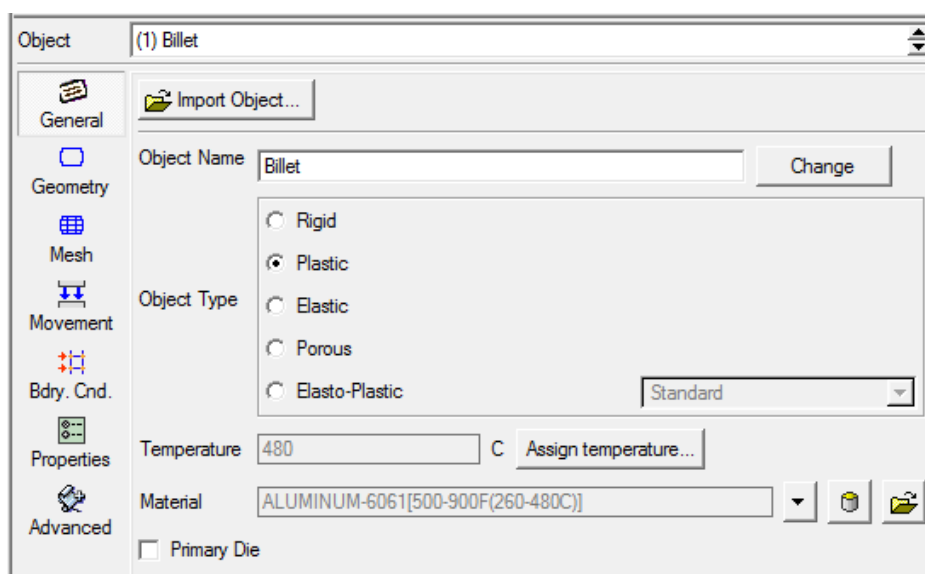 Object (1) Billet
General
Import Object...
Geometry
Object Name Billet Change
Mesh
Object Type
Rigid
Plastic
Elastic
Porous
Elasto-Plastic Standard
Movement
Bdry. Cnd.
Properties
Temperature 480 C Assign temperature...
Advanced
Material ALUMINUM-6061[500-900F(260-480C)]
Primary Die